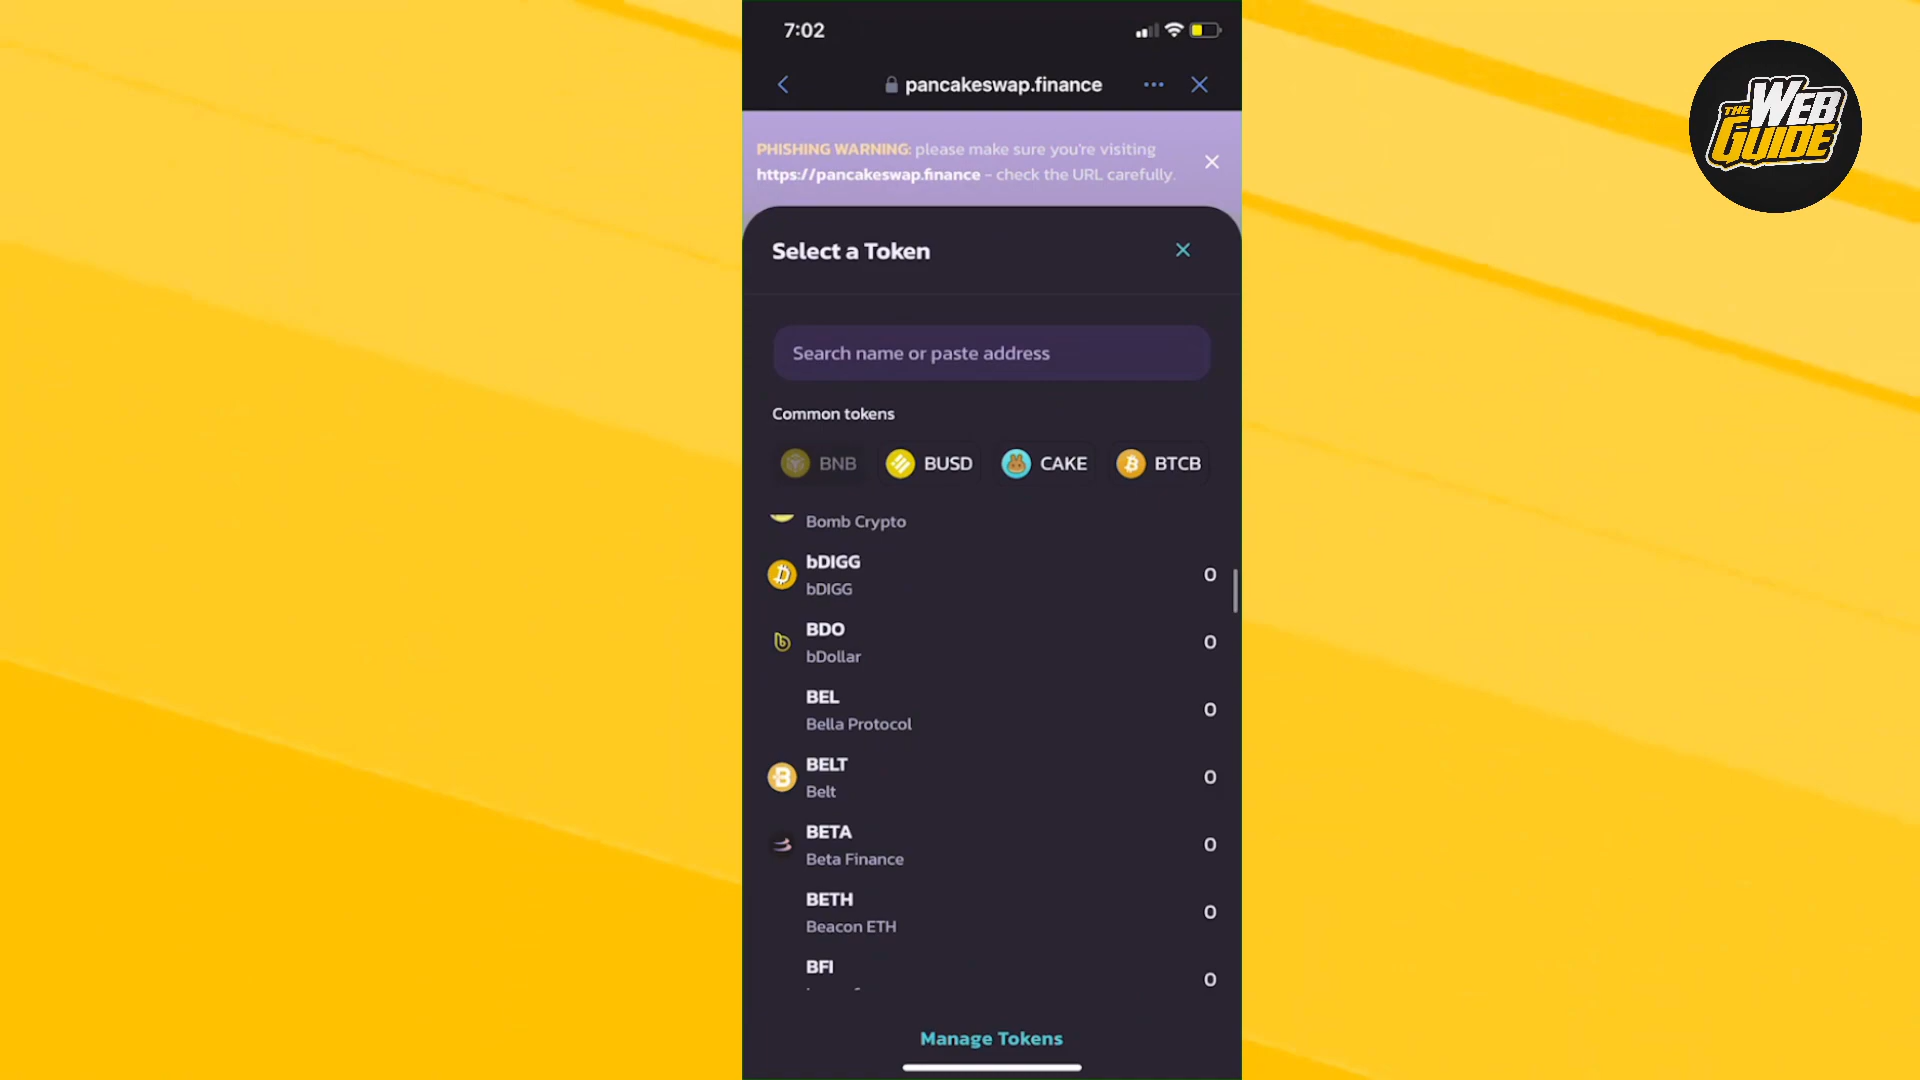 7:02
pancakeswap.finance
PHISHING WARNING: please make sure you're visiting
https://pancakeswap.finance - check the URL carefully.
THE WEB GUIDE
Select a Token
Search name or paste address
Common tokens
BNB BUSD CAKE BTCB
Bomb Crypto
bDIGG
bDIGG
0
BDO
bDollar
0
BEL
Bella Protocol
0
BELT
Belt
0
BETA
Beta Finance
0
BETH
Beacon ETH
0
BFI
0
Manage Tokens